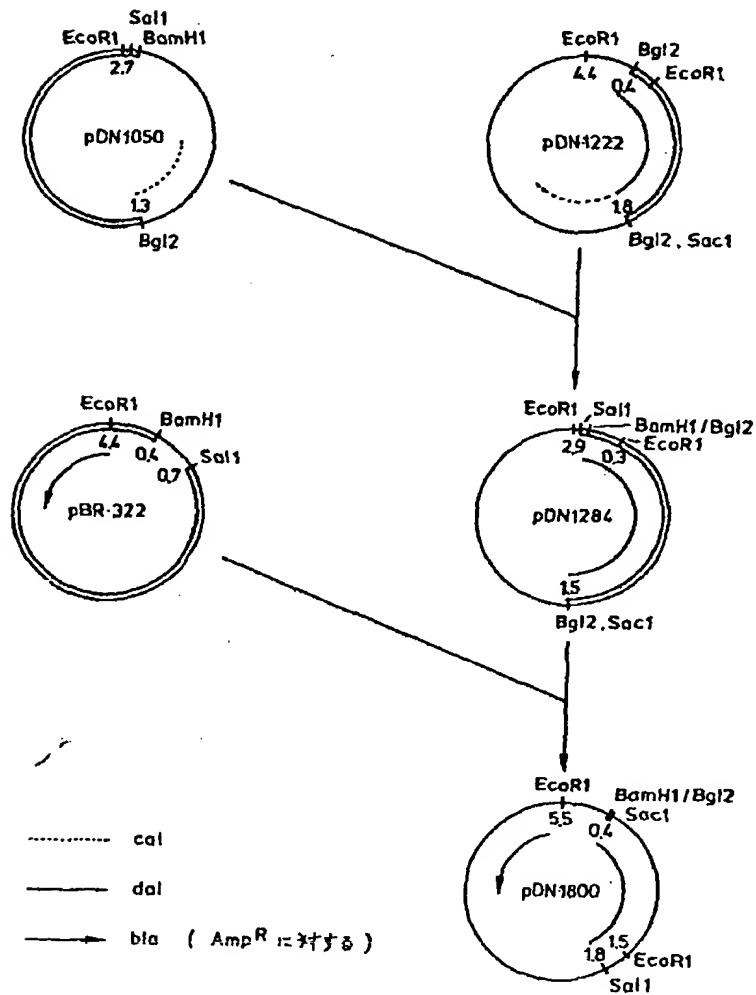 Sal1
EcoR1 BamH1
2.7
pDN1050
1.3
Bgl2
EcoR1
Bgl2
4.4
0.4
EcoR1
pDN1222
1.8
Bgl2, Sac1
EcoR1
BamH1
4.4
0.4
Sal1
0.7
pBR322
EcoR1
Sal1
BamH1/Bgl2
2.9
EcoR1
0.3
pDN1284
1.5
Bgl2, Sac1
EcoR1
BamH1/Bgl2
Sac1
5.5
0.4
pDN1800
1.5
EcoR1
1.8
Sal1
cat
dal
bla ( Amp^R に対する )